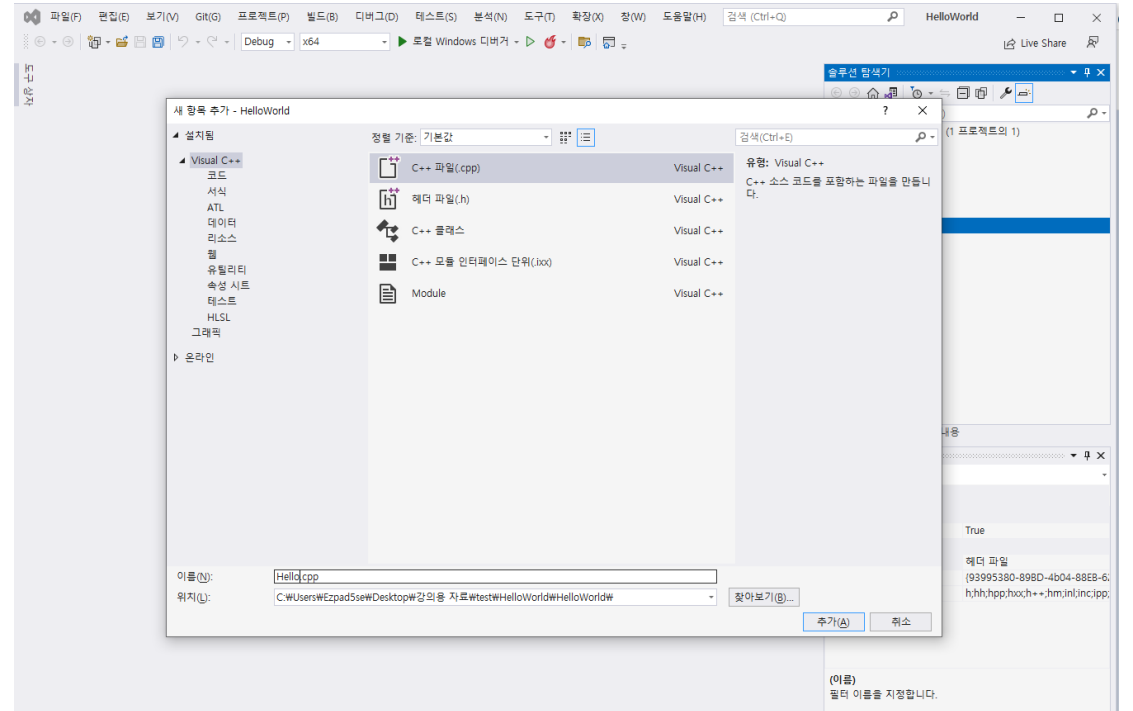 파일(F) 편집(E) 보기(V) Git(G) 프로젝트(P) 빌드(B) 디버그(D) 테스트(S) 분석(N) 도구(T) 확장(X) 창(W) 도움말(H) 검색 (Ctrl+Q) HelloWorld
Debug x64 로컬 Windows 디버거 Live Share
도구 상자
솔루션 탐색기
새 항목 추가 - HelloWorld ?
(1 프로젝트의 1)
설치됨
정렬 기준: 기본값
검색(Ctrl+E)
Visual C++
코드
서식
ATL
데이터
리소스
웹
유틸리티
속성 시트
테스트
HLSL
그래픽
온라인
C++ 파일(.cpp) Visual C++
헤더 파일(.h) Visual C++
C++ 클래스 Visual C++
C++ 모듈 인터페이스 단위(.ixx) Visual C++
Module Visual C++
유형: Visual C++
C++ 소스 코드를 포함하는 파일을 만듭니
다.
이름(N): Hello.cpp
위치(L): C:₩Users₩Ezpad5se₩Desktop₩강의용 자료₩test₩HelloWorld₩HelloWorld₩ 찾아보기(B)...
추가(A) 취소
True
헤더 파일
{93995380-89BD-4b04-88EB-62
h;hh;hpp;hxx;h++;hm;inl;inc;ipp;
(이름)
필터 이름을 지정합니다.